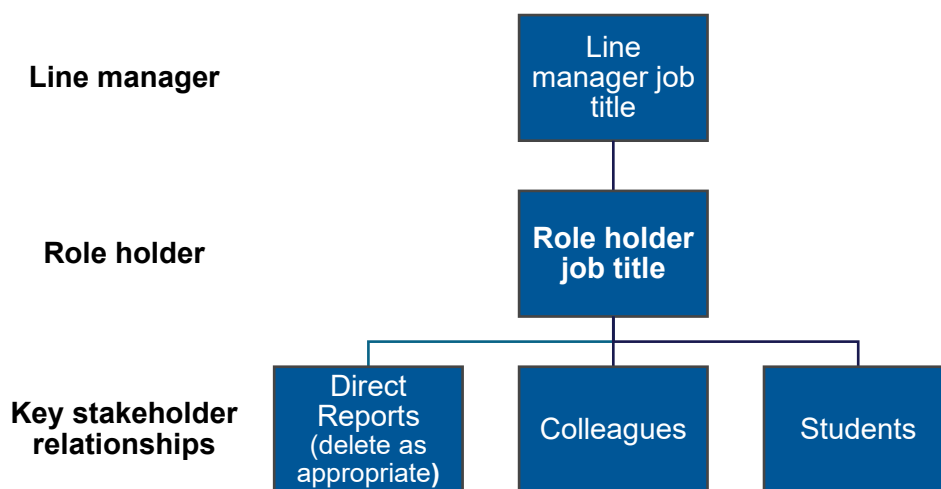 Line manager
Line
manager job
title
Role holder
Role holder
job title
Key stakeholder
relationships
Direct
Reports
(delete as
appropriate)
Colleagues
Students